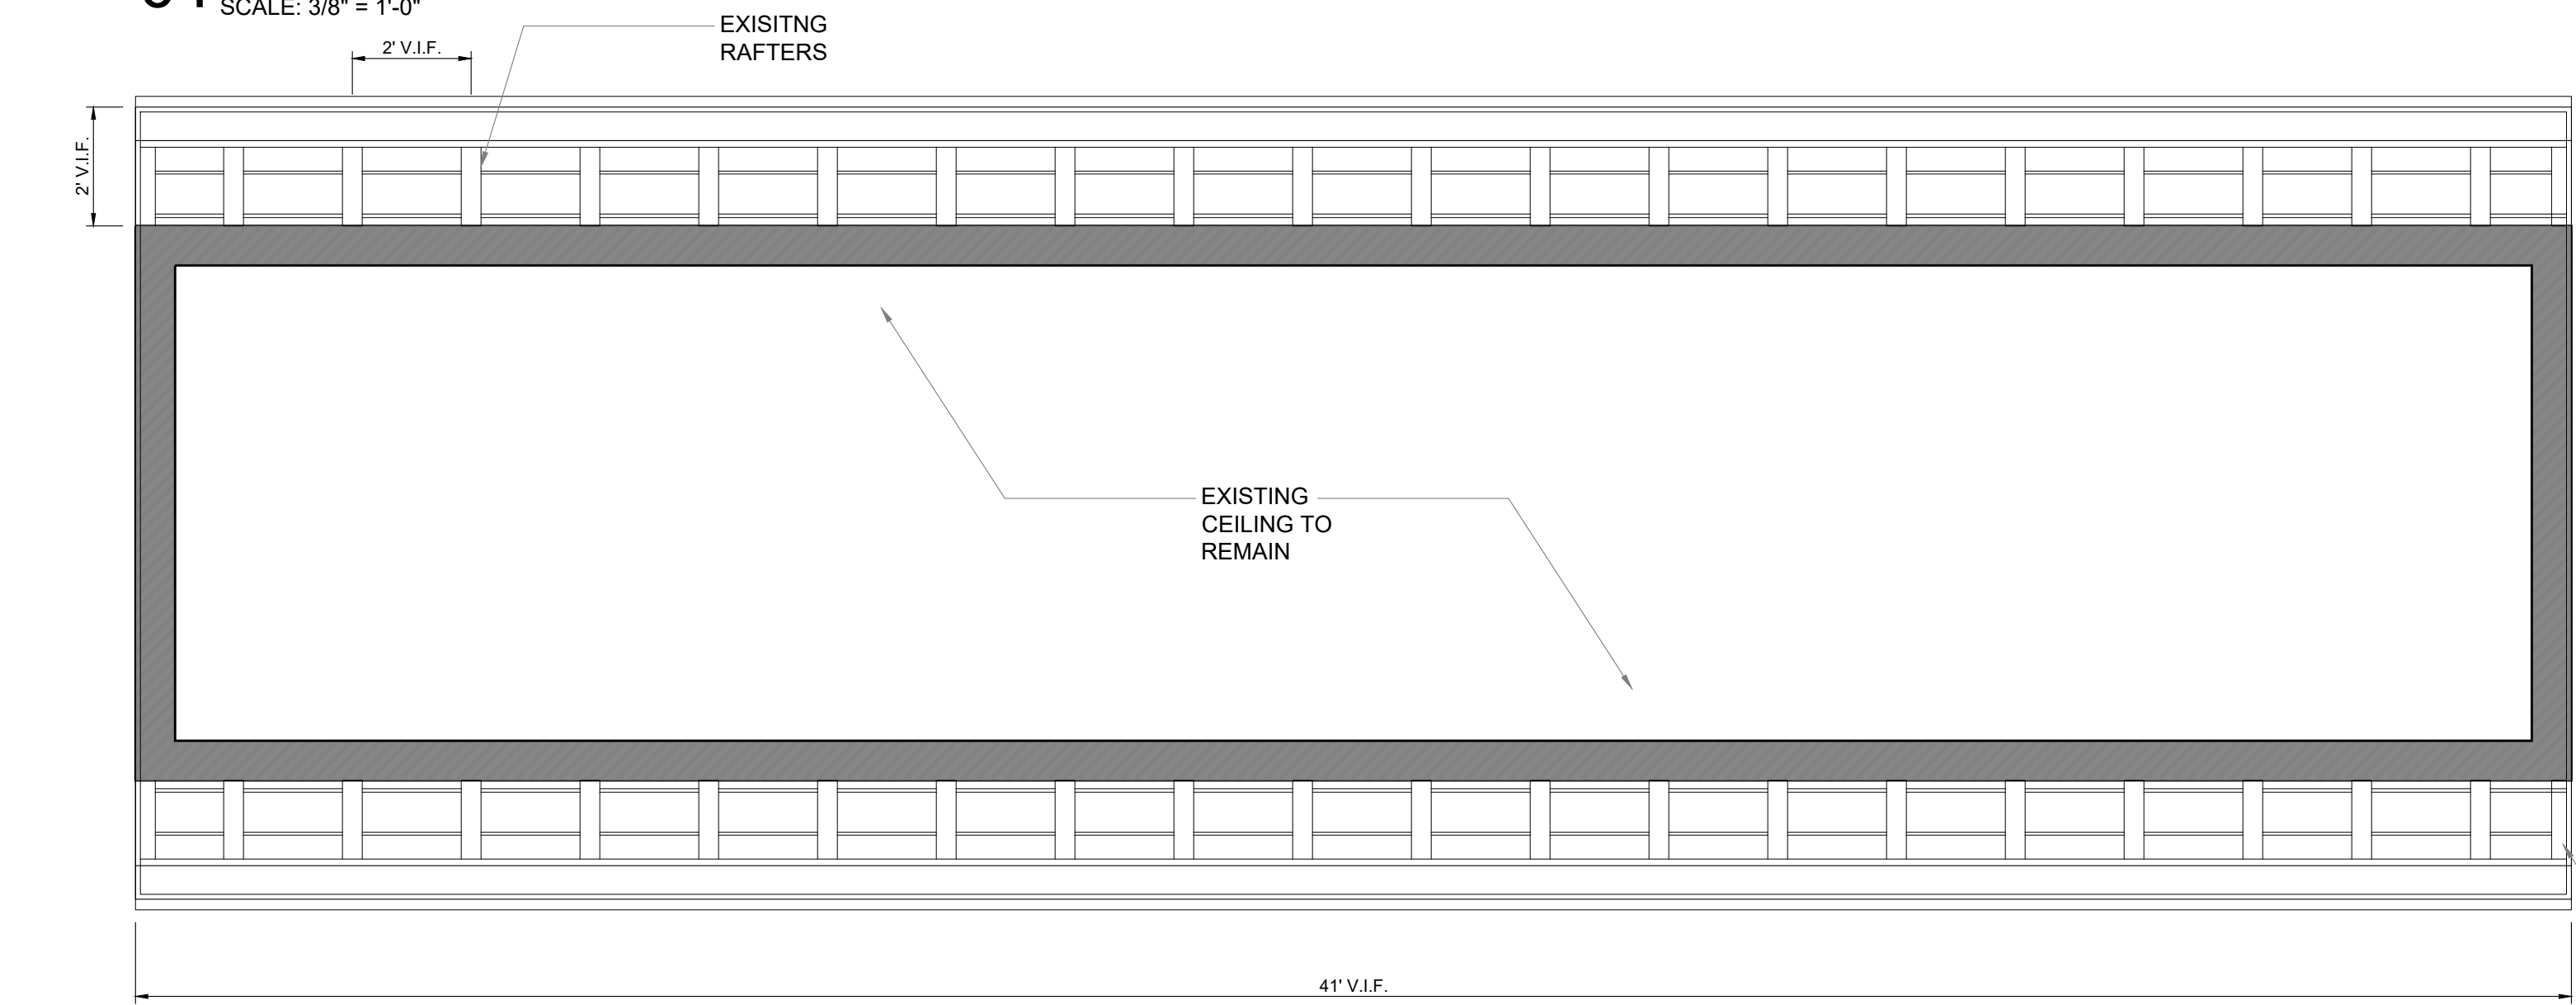 SCALE: 3/8" = 1'-0"
EXISITNG
RAFTERS
2' V.I.F.
2' V.I.F.
EXISTING
CEILING TO
REMAIN
41' V.I.F.